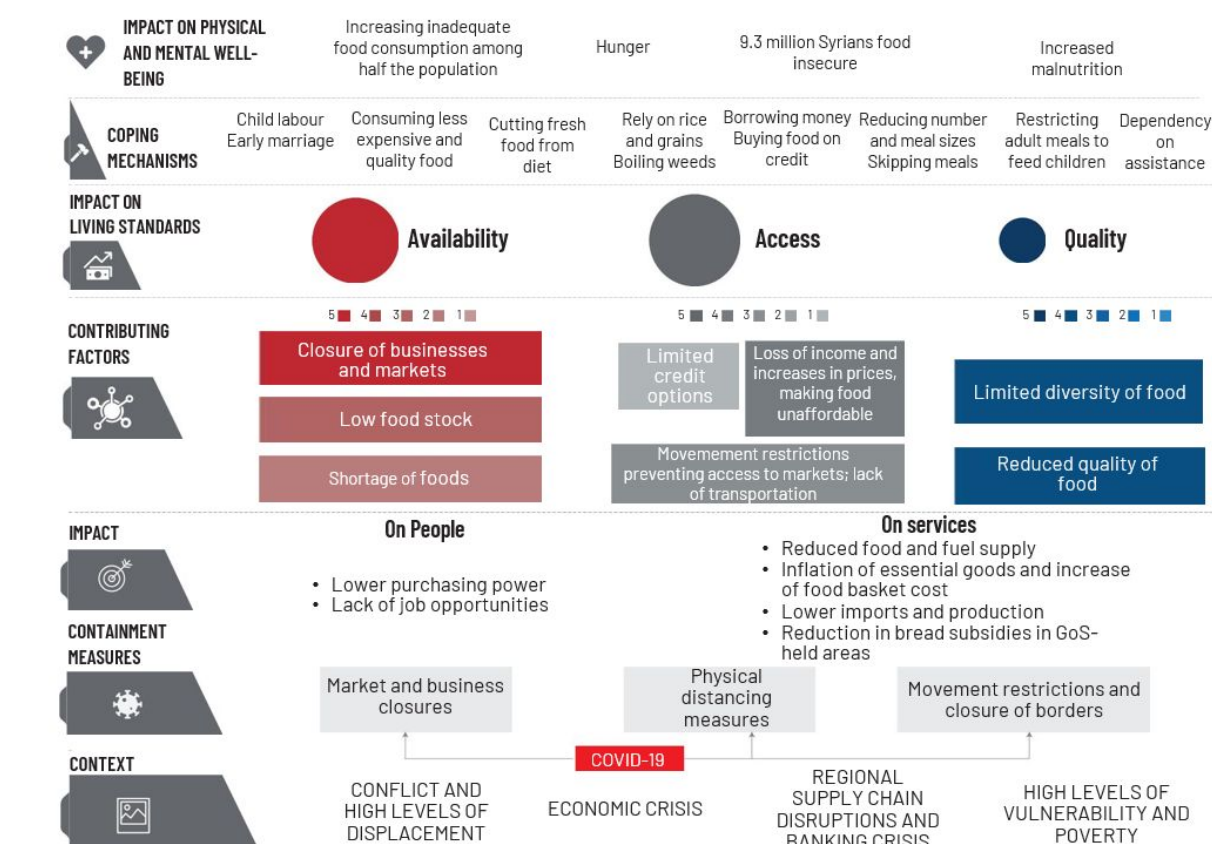 IMPACT ON PHYSICAL
AND MENTAL WELL-
BEING
Increasing inadequate
food consumption among
half the population
Hunger
9.3 million Syrians food
insecure
Increased
malnutrition
COPING
MECHANISMS
Child labour
Early marriage
Consuming less
expensive and
quality food
Cutting fresh
food from
diet
Rely on rice
and grains
Boiling weeds
Borrowing money
Buying food on
credit
Reducing number
and meal sizes
Skipping meals
Restricting
adult meals to
feed children
Dependency
on
assistance
IMPACT ON
LIVING STANDARDS
Availability
Access
Quality
CONTRIBUTING
FACTORS
5 4 3 2 1
Closure of businesses
and markets
Low food stock
Shortage of foods
5 4 3 2 1
Limited
credit
options
Loss of income and
increases in prices,
making food
unaffordable
Movemement restrictions
preventing access to markets; lack
of transportation
5 4 3 2 1
Limited diversity of food
Reduced quality of
food
IMPACT
On People
• Lower purchasing power
• Lack of job opportunities
On services
• Reduced food and fuel supply
• Inflation of essential goods and increase
of food basket cost
• Lower imports and production
• Reduction in bread subsidies in GoS-
held areas
CONTAINMENT
MEASURES
Market and business
closures
Physical
distancing
measures
Movement restrictions and
closure of borders
COVID-19
CONTEXT
CONFLICT AND
HIGH LEVELS OF
DISPLACEMENT
ECONOMIC CRISIS
REGIONAL
SUPPLY CHAIN
DISRUPTIONS AND
BANKING CRISIS
HIGH LEVELS OF
VULNERABILITY AND
POVERTY